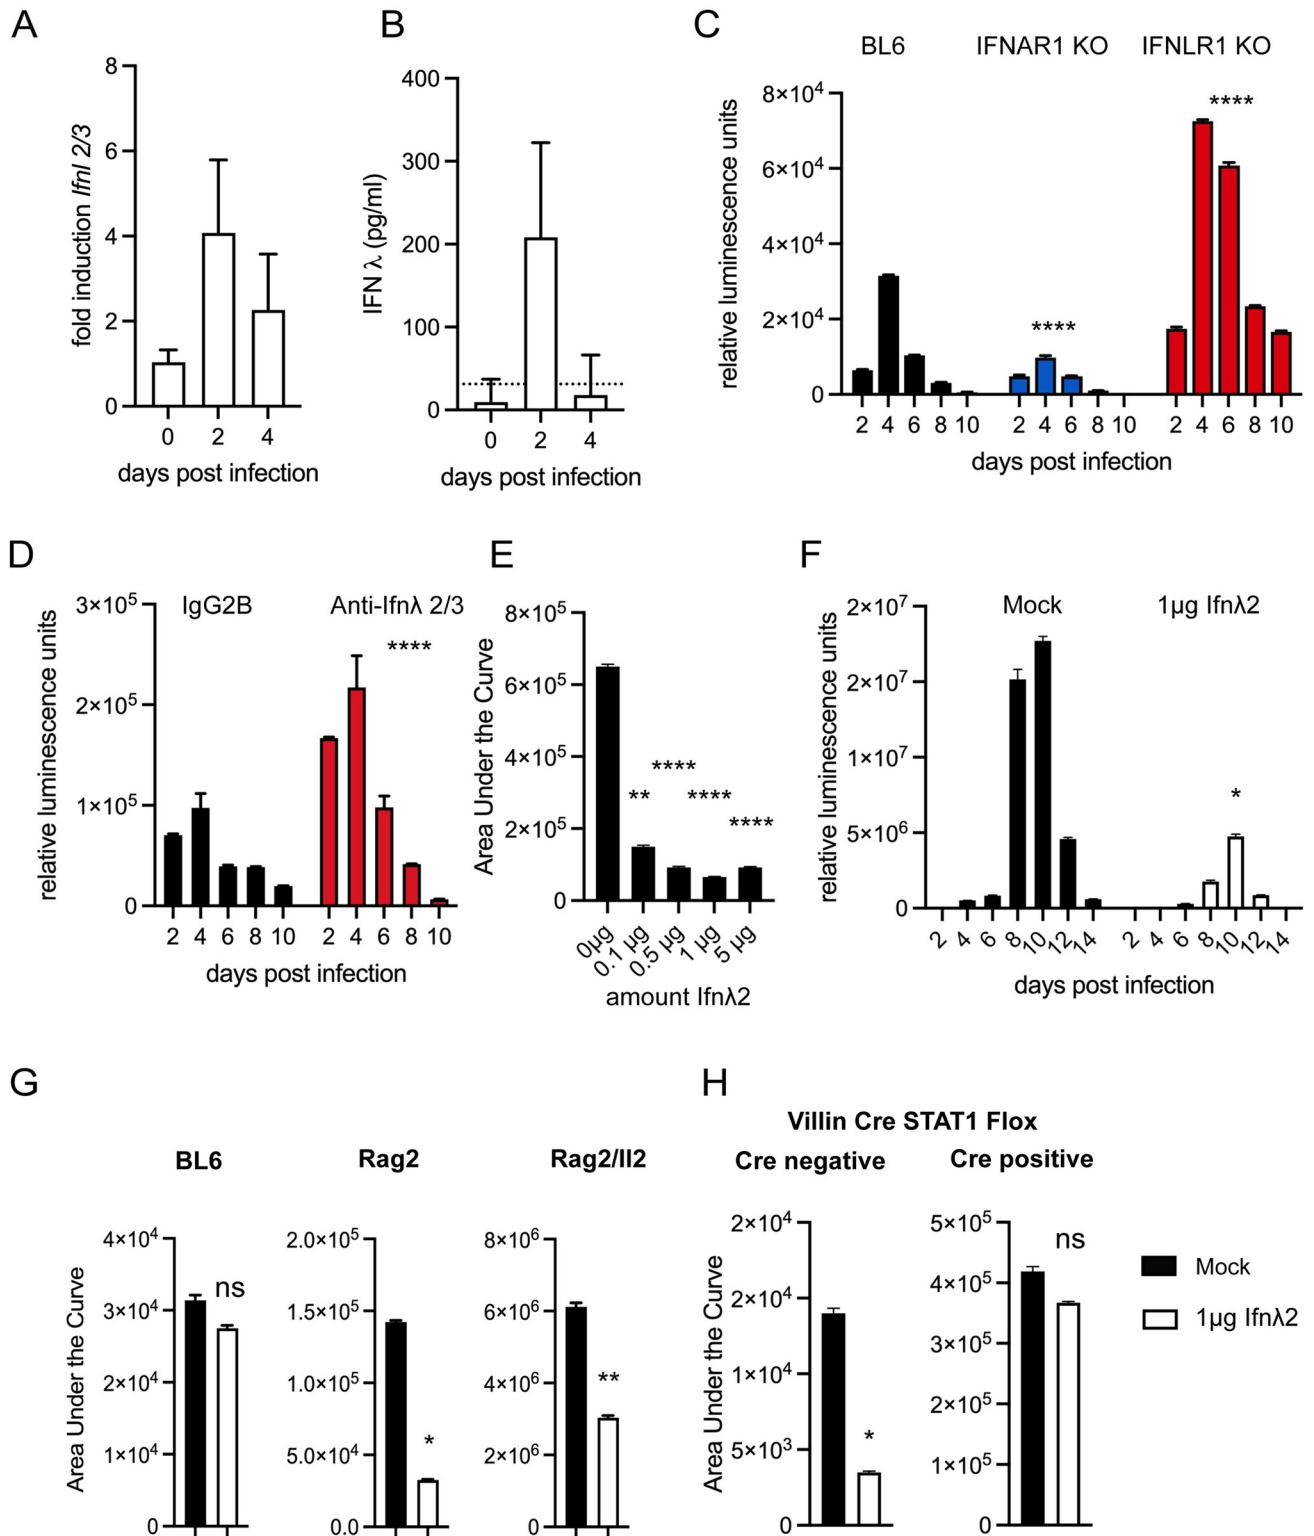 A
fold induction Ifnl 2/3
8
6
4
2
0
0 2 4
days post infection
B
IFN λ (pg/ml)
400
300
200
100
0
0 2 4
days post infection
C
BL6 IFNAR1 KO IFNLR1 KO
relative luminescence units
8×10⁴
6×10⁴
4×10⁴
2×10⁴
0
****
****
2 4 6 8 10 2 4 6 8 10 2 4 6 8 10
days post infection
D
IgG2B Anti-Ifnλ 2/3
relative luminescence units
3×10⁵
2×10⁵
1×10⁵
0
****
2 4 6 8 10 2 4 6 8 10
days post infection
E
Area Under the Curve
8×10⁵
6×10⁵
4×10⁵
2×10⁵
0
** **** **** ****
0µg 0.1 µg 0.5 µg 1 µg 5 µg
amount Ifnλ2
F
Mock 1µg Ifnλ2
relative luminescence units
2×10⁷
2×10⁷
1×10⁷
5×10⁶
0
*
2 4 6 8 10 12 14 2 4 6 8 10 12 14
days post infection
G
BL6
Area Under the Curve
4×10⁴
3×10⁴
2×10⁴
1×10⁴
0
ns
Rag2
2.0×10⁵
1.5×10⁵
1.0×10⁵
5.0×10⁴
0.0
*
Rag2/Il2
8×10⁶
6×10⁶
4×10⁶
2×10⁶
0
**
H
Villin Cre STAT1 Flox
Cre negative Cre positive
Area Under the Curve
2×10⁴
2×10⁴
1×10⁴
5×10³
0
*
5×10⁵
4×10⁵
3×10⁵
2×10⁵
1×10⁵
0
ns
Mock
1µg Ifnλ2